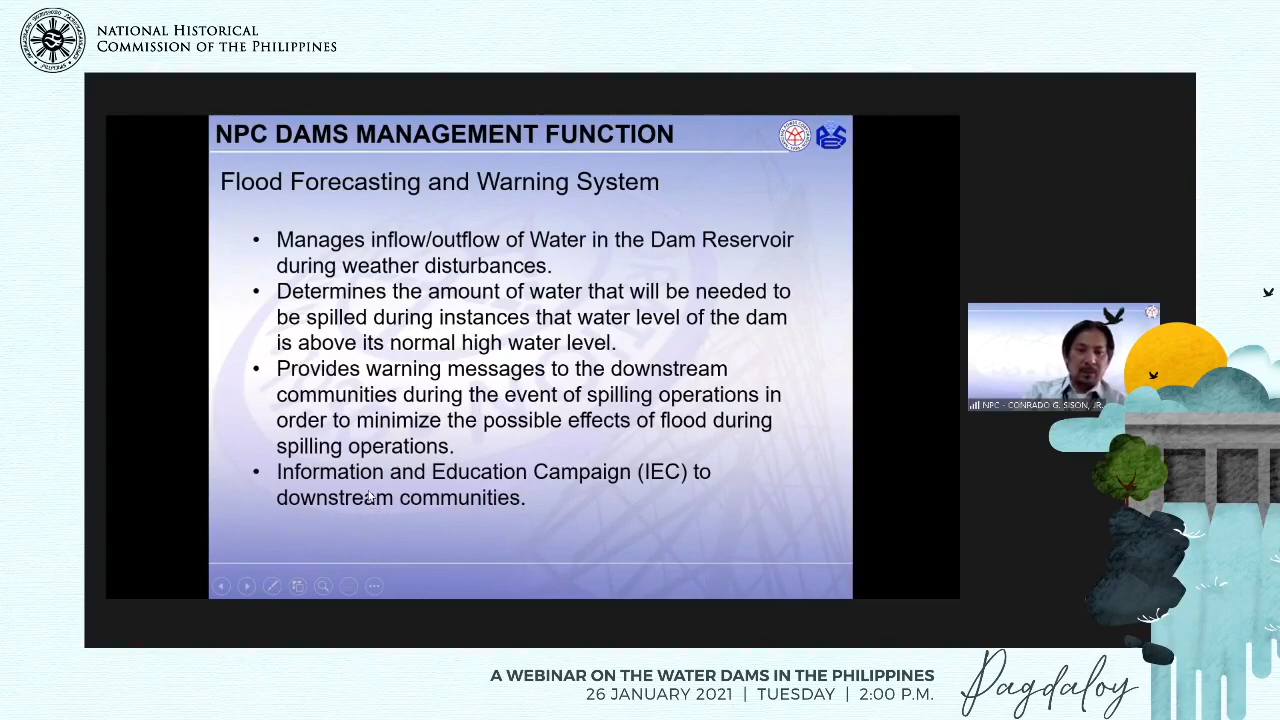 NATIONAL HISTORICAL
COMMISSION OF THE PHILIPPINES
NPC DAMS MANAGEMENT FUNCTION
Flood Forecasting and Warning System
• Manages inflow/outflow of Water in the Dam Reservoir
during weather disturbances.
• Determines the amount of water that will be needed to
be spilled during instances that water level of the dam
is above its normal high water level.
• Provides warning messages to the downstream
communities during the event of spilling operations in
order to minimize the possible effects of flood during
spilling operations.
• Information and Education Campaign (IEC) to
downstream communities.
NPC - CONRADO G. SISON, JR.
A WEBINAR ON THE WATER DAMS IN THE PHILIPPINES
26 JANUARY 2021 | TUESDAY | 2:00 P.M.
Pagdaloy